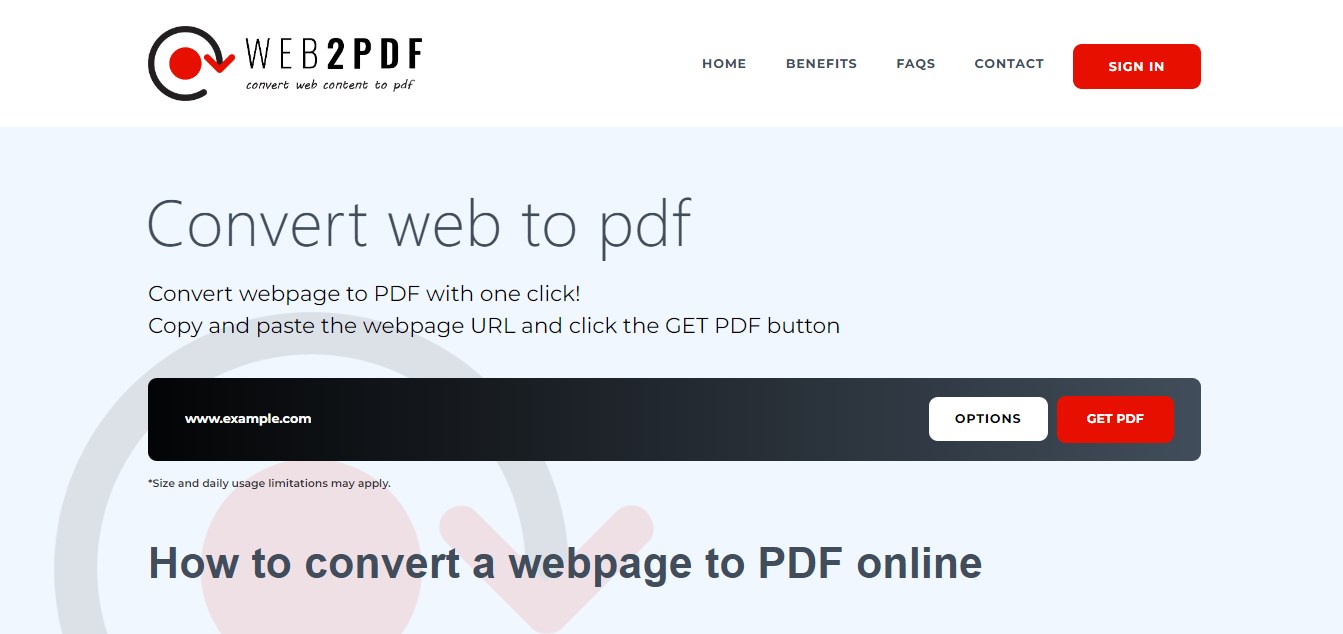 WEB2PDF
convert web content to pdf
HOME BENEFITS FAQS CONTACT SIGN IN
Convert web to pdf
Convert webpage to PDF with one click!
Copy and paste the webpage URL and click the GET PDF button
www.example.com OPTIONS GET PDF
*Size and daily usage limitations may apply.
How to convert a webpage to PDF online